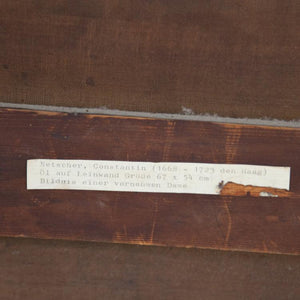 Netscher, Constantin (1668 - 1723 den Haag)
Öl auf Leinwand Größe 67 x 54 cm
Bildnis einer vornehmen Dame